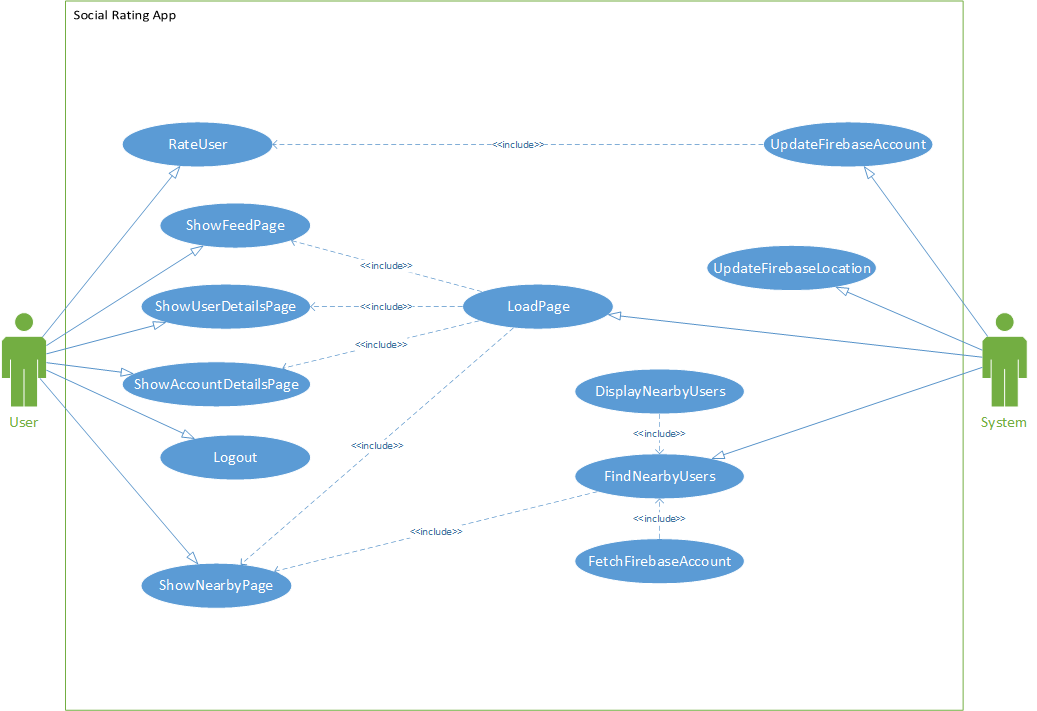 Social Rating App
RateUser
<<include>>
UpdateFirebaseAccount
ShowFeedPage
<<include>>
UpdateFirebaseLocation
ShowUserDetailsPage
<<include>>
LoadPage
<<include>>
ShowAccountDetailsPage
DisplayNearbyUsers
User
System
<<include>>
<<include>>
Logout
FindNearbyUsers
<<include>>
<<include>>
FetchFirebaseAccount
ShowNearbyPage